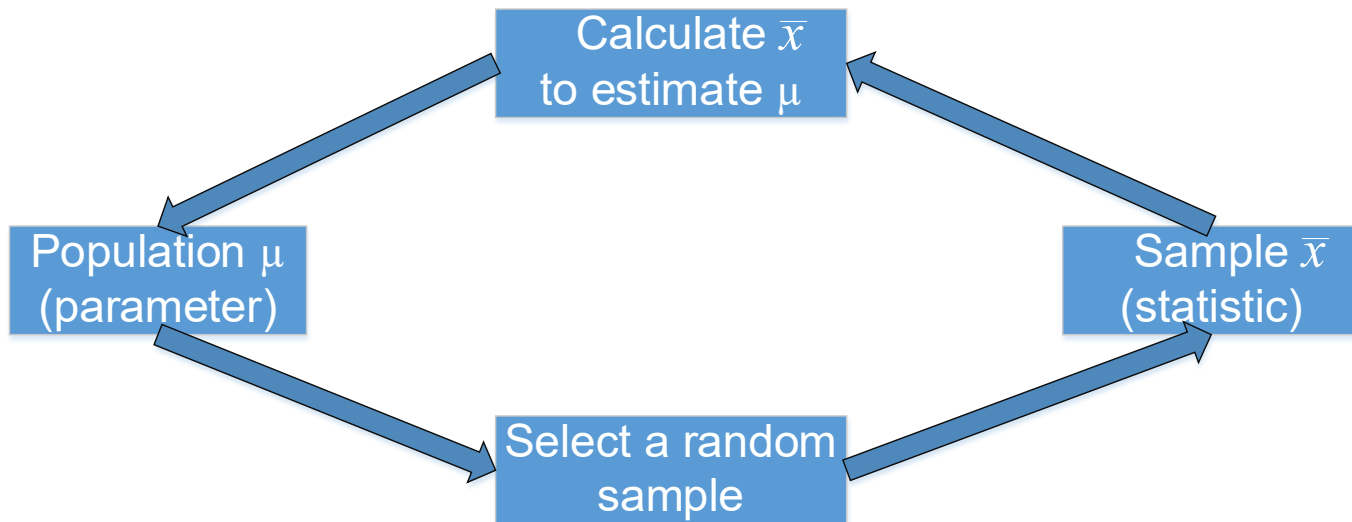 Calculate x̅
to estimate μ
Population μ
(parameter)
Sample x̅
(statistic)
Select a random
sample